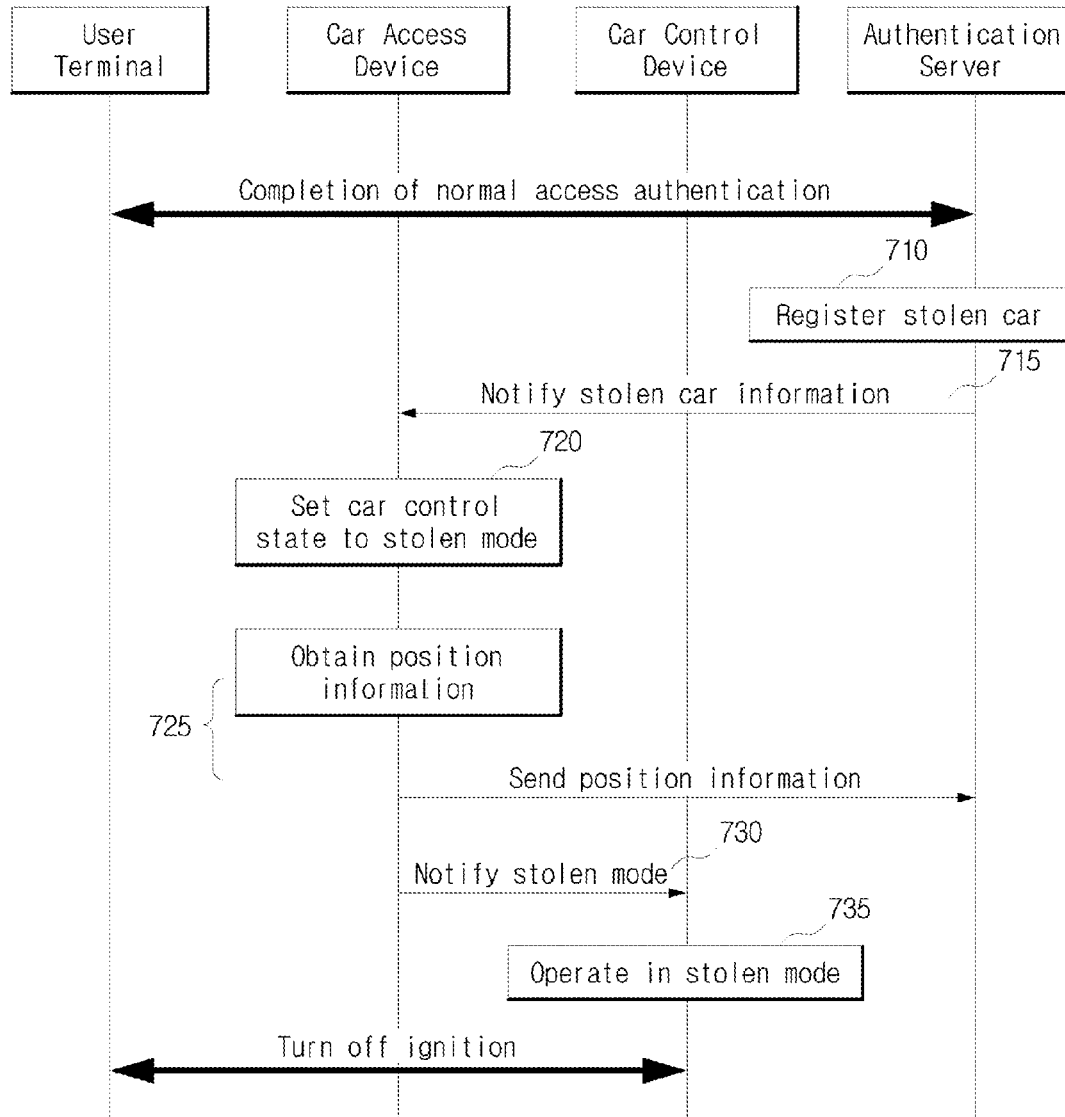 User
Terminal
Car Access
Device
Car Control
Device
Authentication
Server
Completion of normal access authentication
710
Register stolen car
715
Notify stolen car information
720
Set car control
state to stolen mode
Obtain position
information
725
Send position information
730
Notify stolen mode
735
Operate in stolen mode
Turn off ignition